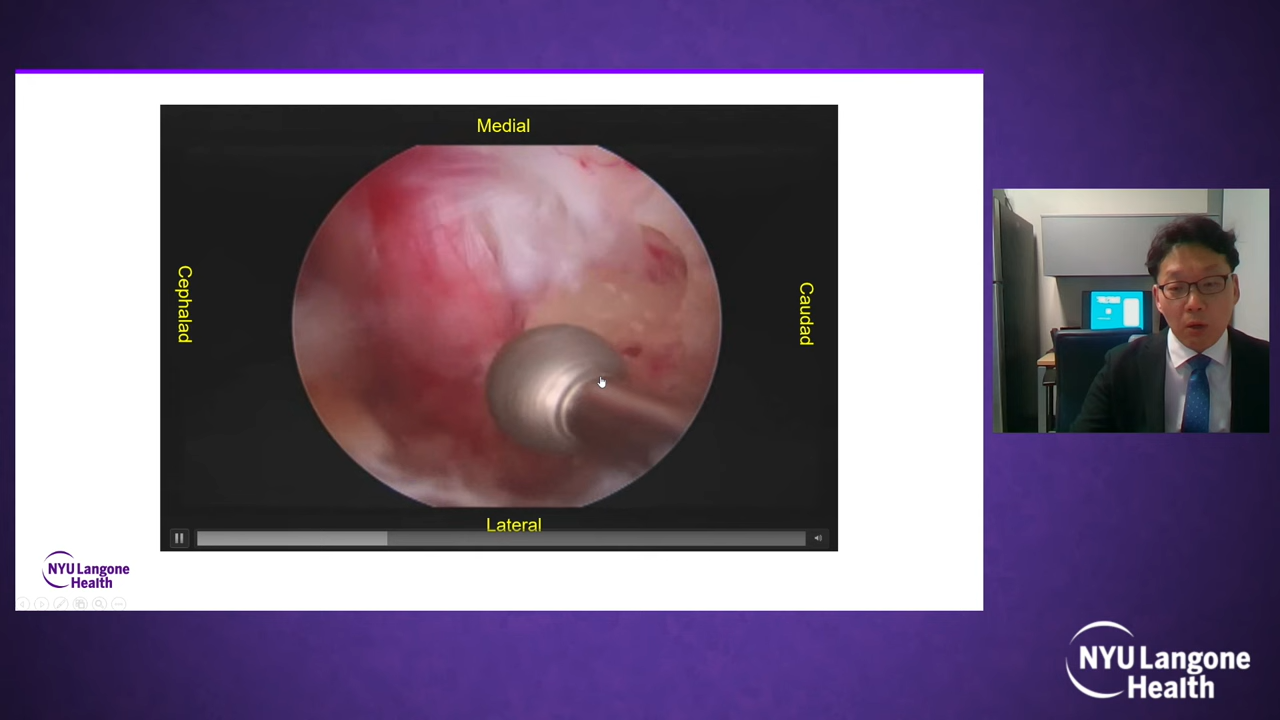 Medial
Cephalad
Caudad
Lateral
NYU Langone
Health
NYU Langone
Health